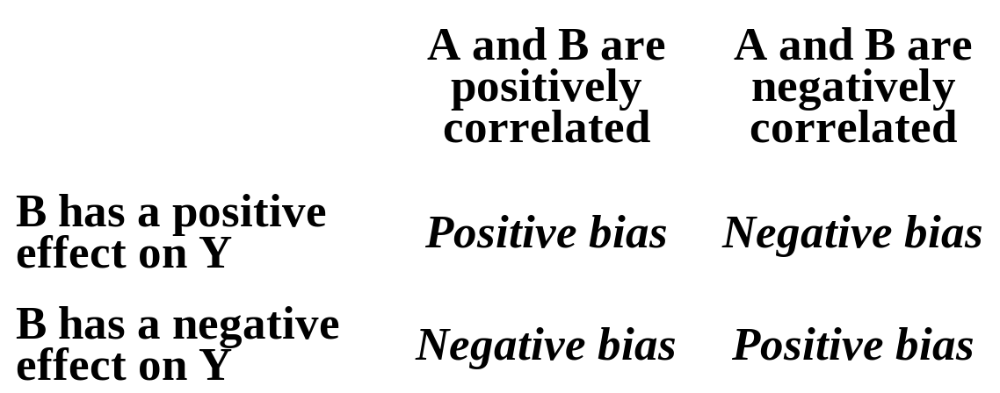 A and B are
positively
correlated
A and B are
negatively
correlated
B has a positive
effect on Y
Positive bias
Negative bias
B has a negative
effect on Y
Negative bias
Positive bias